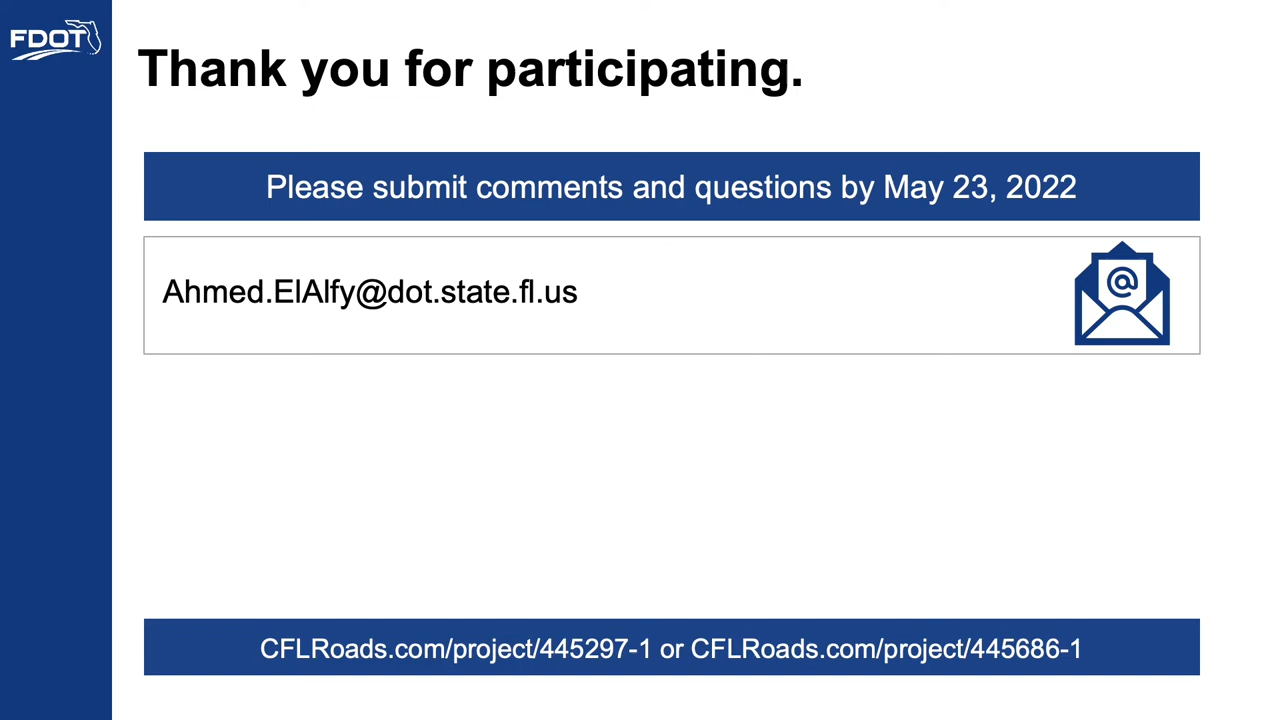 FDOT
Thank you for participating.
Please submit comments and questions by May 23, 2022
Ahmed.ElAlfy@dot.state.fl.us
@
CFLRoads.com/project/445297-1 or CFLRoads.com/project/445686-1